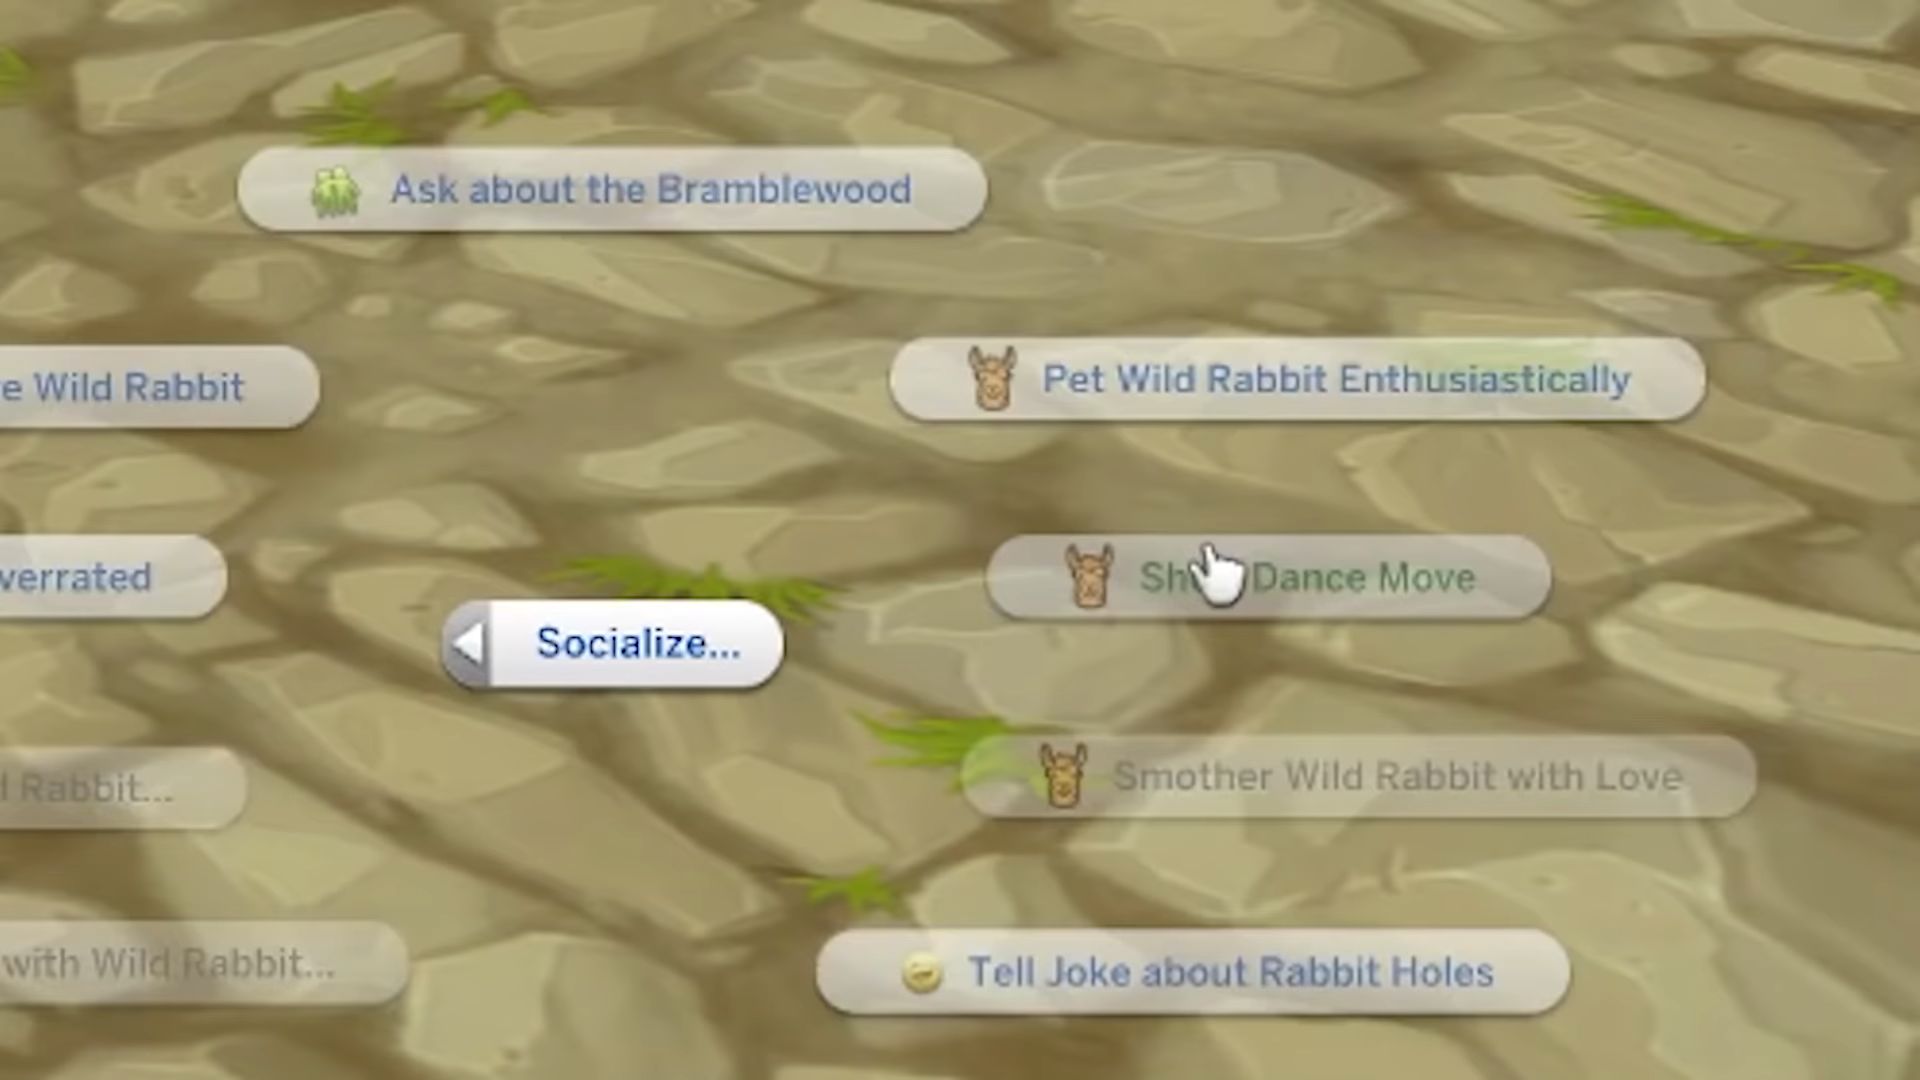 Ask about the Bramblewood
e Wild Rabbit
Pet Wild Rabbit Enthusiastically
verrated
Dance Move
Socialize...
Smother Wild Rabbit with Love
d Rabbit...
with Wild Rabbit...
Tell Joke about Rabbit Holes